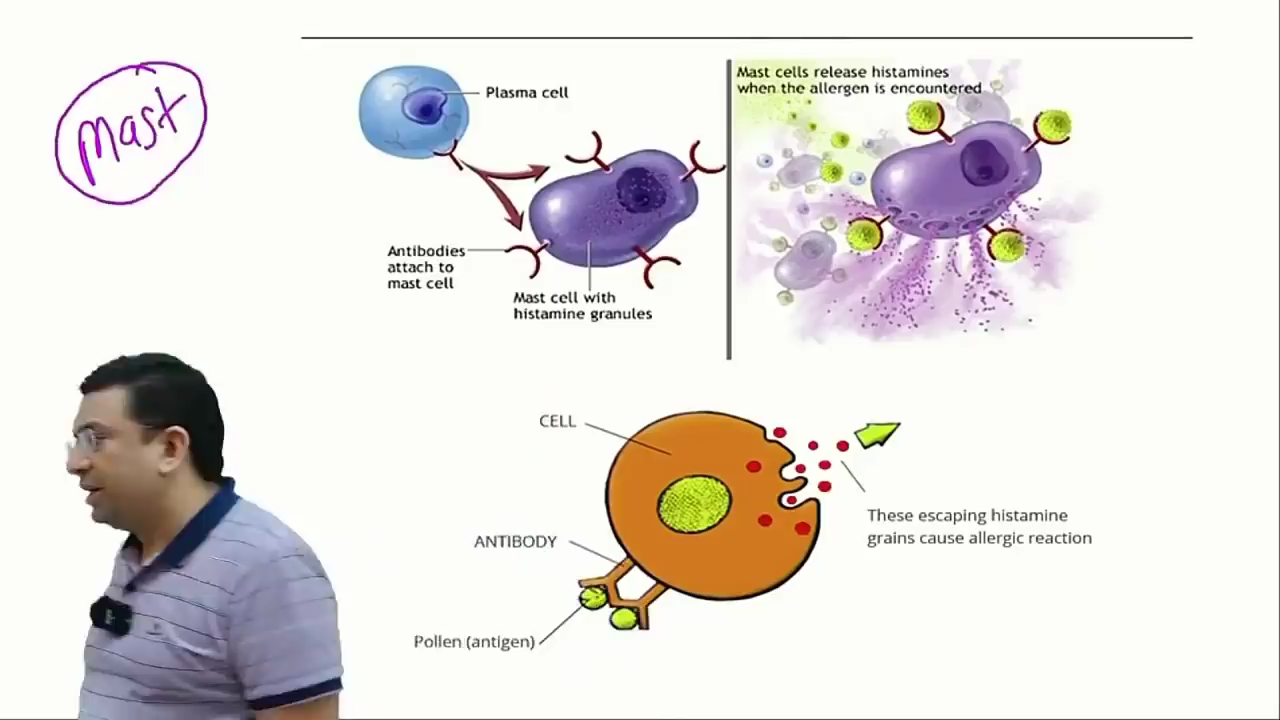 mast
Plasma cell
Antibodies
attach to
mast cell
Mast cell with
histamine granules
Mast cells release histamines
when the allergen is encountered
CELL
ANTIBODY
Pollen (antigen)
These escaping histamine
grains cause allergic reaction